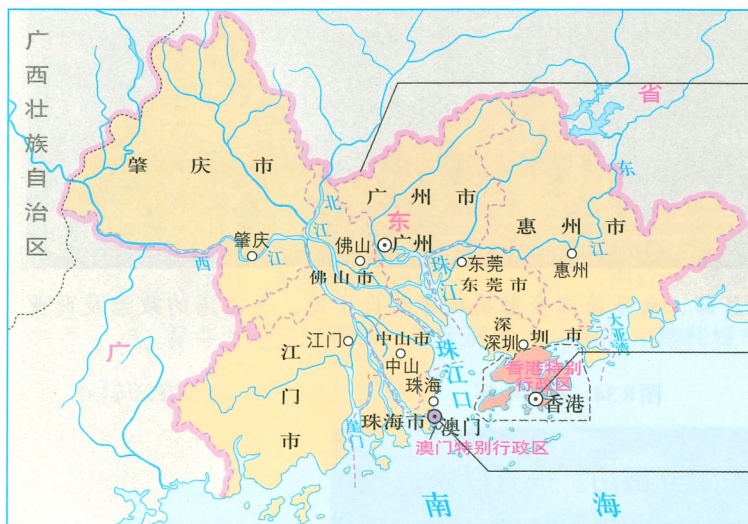 广西壮族自治区
省
肇庆市
广州市
东
北江
东江
惠州市
肇庆
佛山
广州
东莞
惠州
西江
佛山市
珠江
东莞市
深圳市
大亚湾
江门
中山市
深圳
中山
珠江口
香港特别
行政区
广
江门市
珠海
香港
珠海市
澳门
崖门
澳门特别行政区
南海